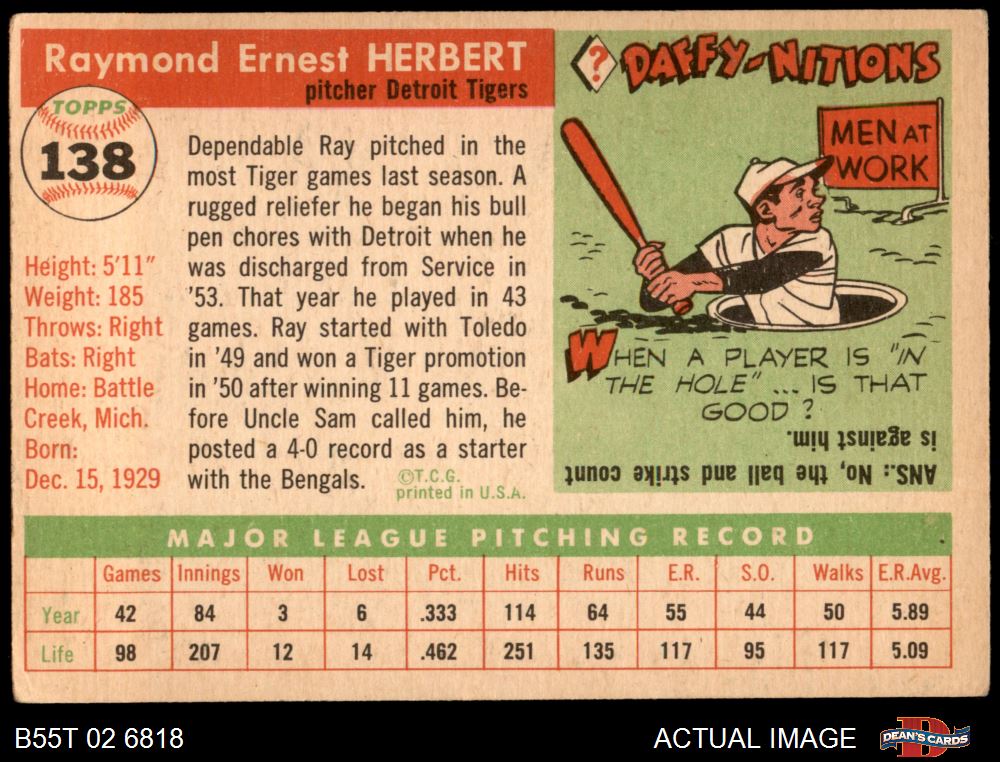 Raymond Ernest HERBERT
pitcher Detroit Tigers
TOPPS
138
Height: 5'11"
Weight: 185
Throws: Right
Bats: Right
Home: Battle
Creek, Mich.
Born:
Dec. 15, 1929
Dependable Ray pitched in the
most Tiger games last season. A
rugged reliefer he began his bull
pen chores with Detroit when he
was discharged from Service in
'53. That year he played in 43
games. Ray started with Toledo
in '49 and won a Tiger promotion
in '50 after winning 11 games. Be-
fore Uncle Sam called him, he
posted a 4-0 record as a starter
with the Bengals.
©T.C.G.
printed in U.S.A.
? DAFFY-NITIONS
MEN AT
WORK
WHEN A PLAYER IS "IN
THE HOLE" ... IS THAT
GOOD ?
ANS.: No, the ball and strike count
is against him.
MAJOR LEAGUE PITCHING RECORD
Games Innings Won Lost Pct. Hits Runs E.R. S.O. Walks E.R.Avg.
Year 42 84 3 6 .333 114 64 55 44 50 5.89
Life 98 207 12 14 .462 251 135 117 95 117 5.09
B55T 02 6818
ACTUAL IMAGE
D
DEAN'S CARDS